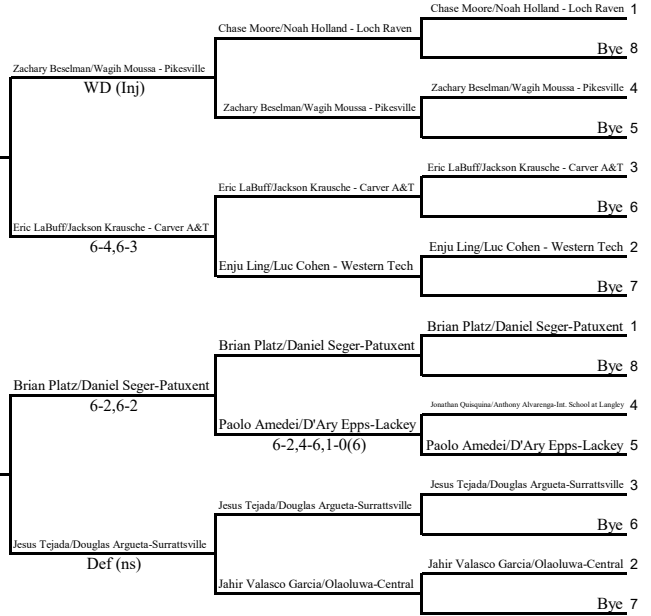 Chase Moore/Noah Holland - Loch Raven 1
Chase Moore/Noah Holland - Loch Raven
Bye 8
Zachary Beselman/Wagih Moussa - Pikesville
WD (Inj)
Zachary Beselman/Wagih Moussa - Pikesville 4
Zachary Beselman/Wagih Moussa - Pikesville
Bye 5
Eric LaBuff/Jackson Krausche - Carver A&T 3
Eric LaBuff/Jackson Krausche - Carver A&T
Bye 6
Eric LaBuff/Jackson Krausche - Carver A&T
6-4,6-3
Enju Ling/Luc Cohen - Western Tech 2
Enju Ling/Luc Cohen - Western Tech
Bye 7
Brian Platz/Daniel Seger-Patuxent 1
Brian Platz/Daniel Seger-Patuxent
Bye 8
Brian Platz/Daniel Seger-Patuxent
6-2,6-2
Jonathan Quisquina/Anthony Alvarenga-Int. School at Langley 4
Paolo Amedei/D'Ary Epps-Lackey
6-2,4-6,1-0(6)
Paolo Amedei/D'Ary Epps-Lackey 5
Jesus Tejada/Douglas Argueta-Surrattsville 3
Jesus Tejada/Douglas Argueta-Surrattsville
Bye 6
Jesus Tejada/Douglas Argueta-Surrattsville
Def (ns)
Jahir Valasco Garcia/Olaoluwa-Central 2
Jahir Valasco Garcia/Olaoluwa-Central
Bye 7